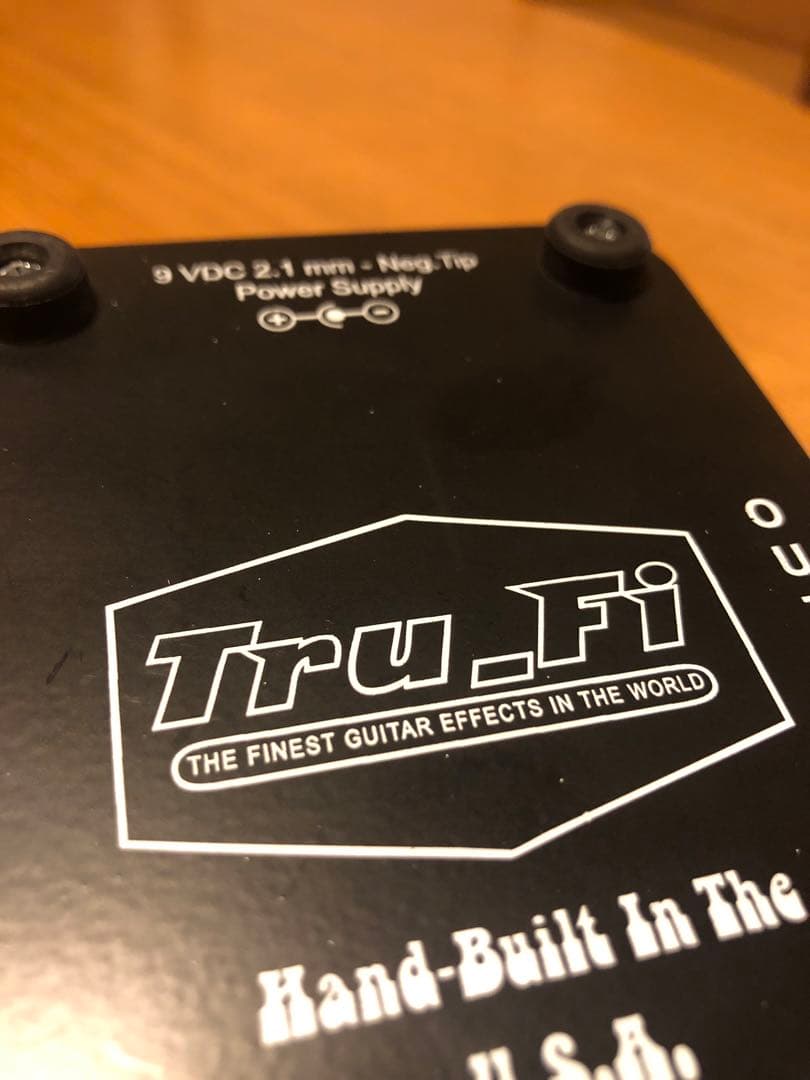 9 VDC 2.1 mm - Neg.Tip
Power Supply
+ -
OUT
Tru_Fi
THE FINEST GUITAR EFFECTS IN THE WORLD
Hand-Built In The
U.S.A.